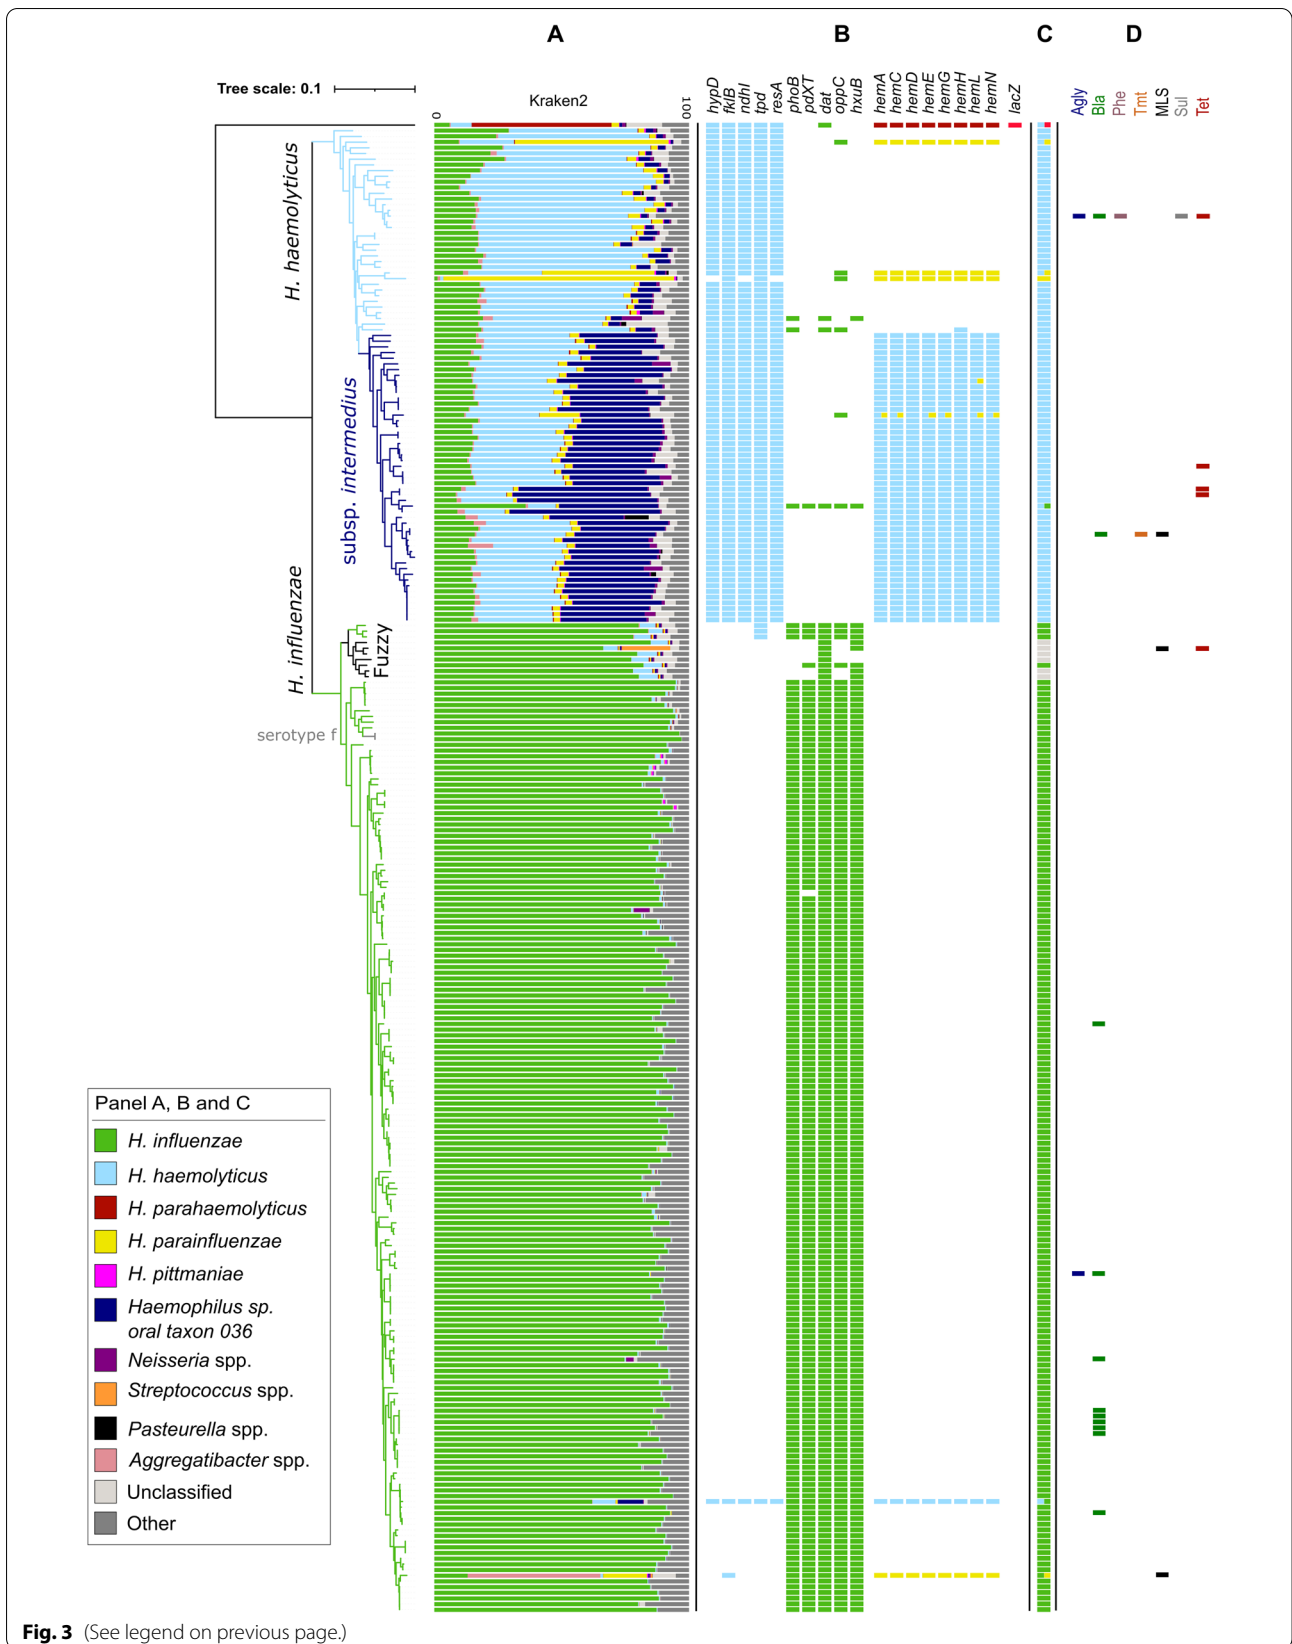 A
B
C
D
Tree scale: 0.1
Kraken2
0
100
hypD
fklB
ndhI
tpd
resA
phoB
pdXT
dat
oppC
hxuB
hemA
hemC
hemD
hemE
hemG
hemH
hemL
hemN
lacZ
Agly
Bla
Phe
Tmt
MLS
Sul
Tet
H. haemolyticus
subsp. intermedius
H. influenzae
Fuzzy
serotype f
Panel A, B and C
H. influenzae
H. haemolyticus
H. parahaemolyticus
H. parainfluenzae
H. pittmaniae
Haemophilus sp.
oral taxon 036
Neisseria spp.
Streptococcus spp.
Pasteurella spp.
Aggregatibacter spp.
Unclassified
Other
Fig. 3 (See legend on previous page.)